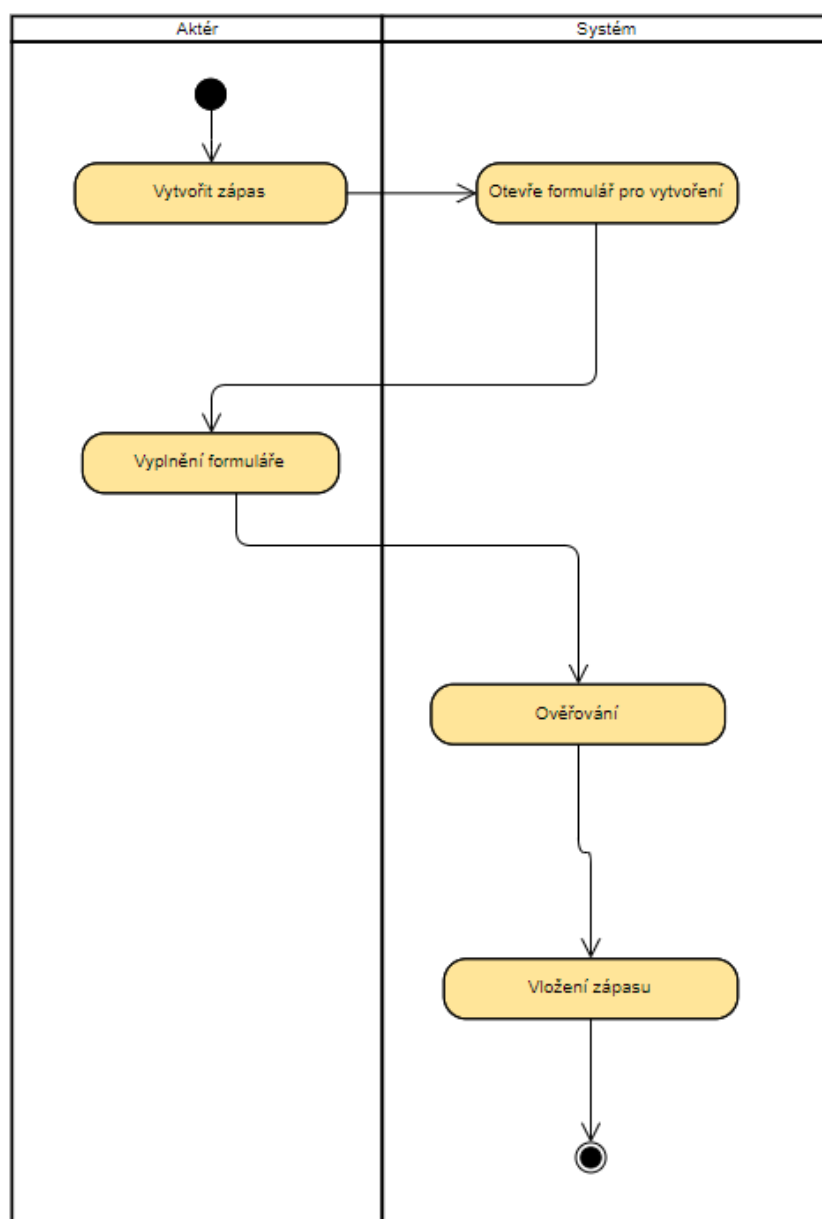 Aktér
Systém
Vytvořit zápas
Otevře formulář pro vytvoření
Vyplnění formuláře
Ověřování
Vložení zápasu